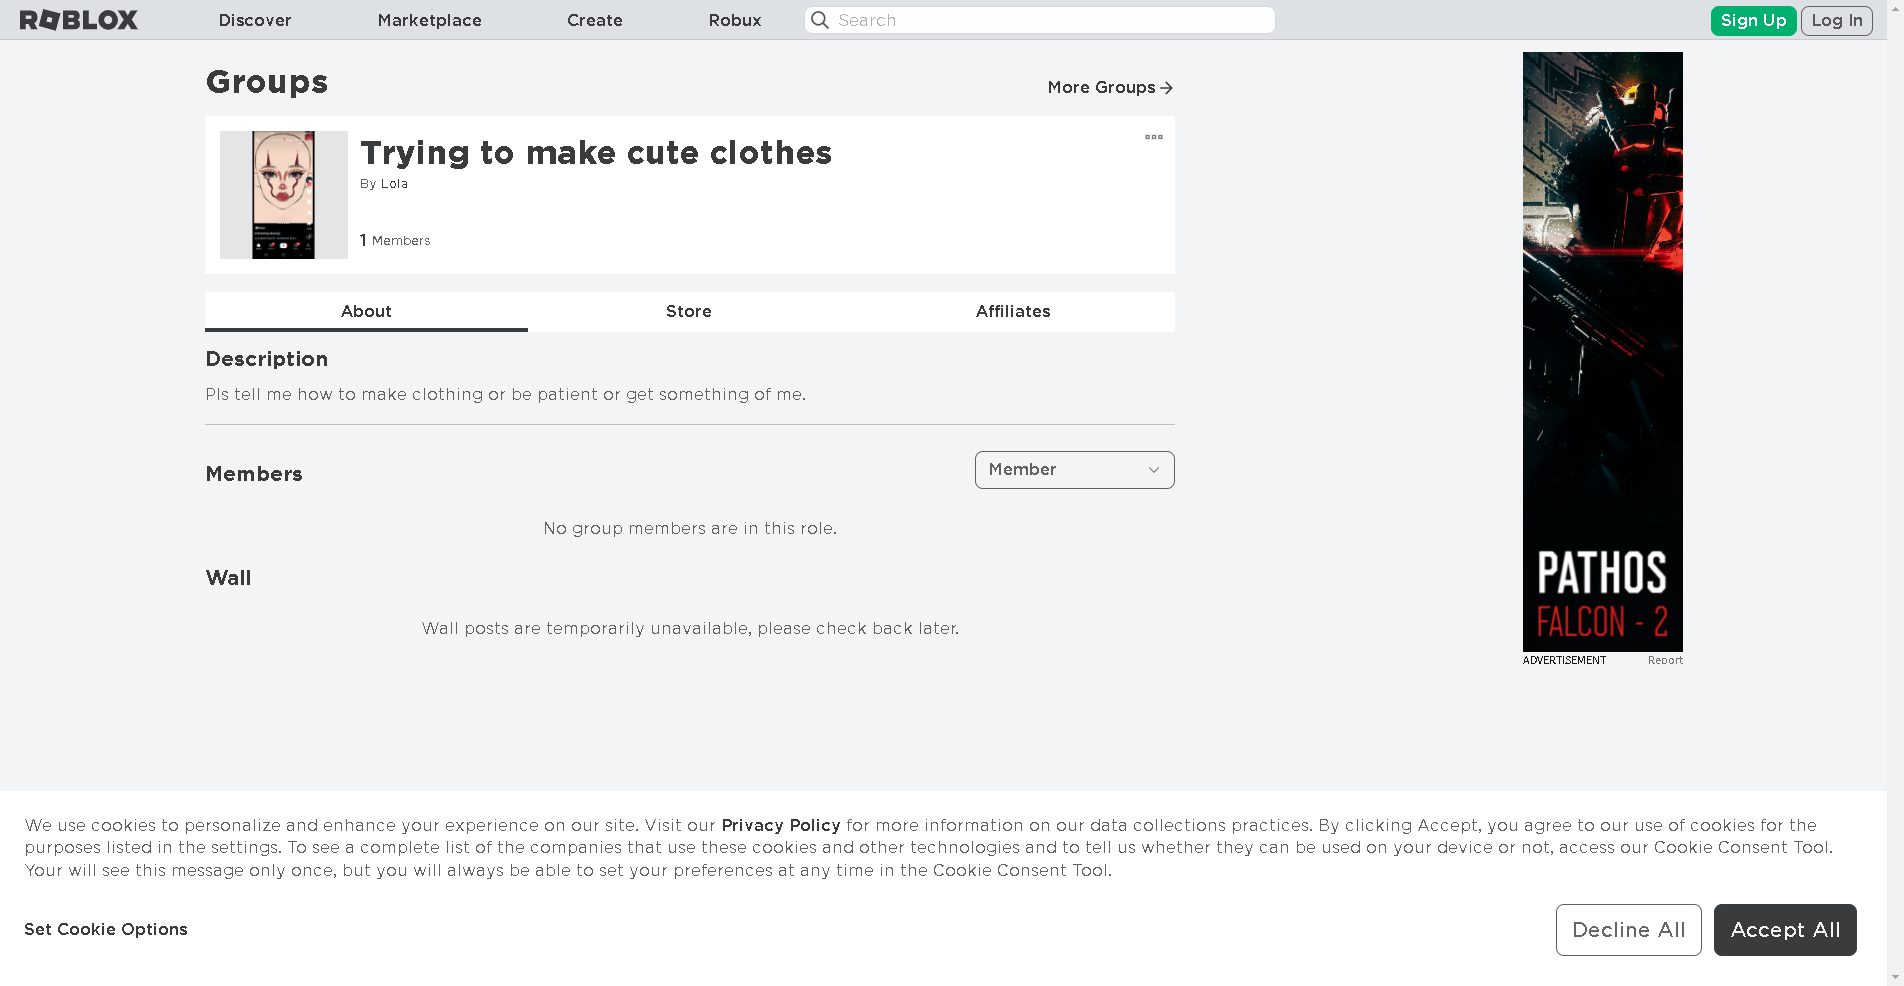 ROBLOX Discover Marketplace Create Robux Search Sign Up Log In
Groups
More Groups
Trying to make cute clothes
By Lola
1 Members
About Store Affiliates
Description
Pls tell me how to make clothing or be patient or get something of me.
Members
Member
No group members are in this role.
Wall
Wall posts are temporarily unavailable, please check back later.
PATHOS
FALCON - 2
ADVERTISEMENT Report
We use cookies to personalize and enhance your experience on our site. Visit our Privacy Policy for more information on our data collections practices. By clicking Accept, you agree to our use of cookies for the
purposes listed in the settings. To see a complete list of the companies that use these cookies and other technologies and to tell us whether they can be used on your device or not, access our Cookie Consent Tool.
Your will see this message only once, but you will always be able to set your preferences at any time in the Cookie Consent Tool.
Set Cookie Options
Decline All Accept All